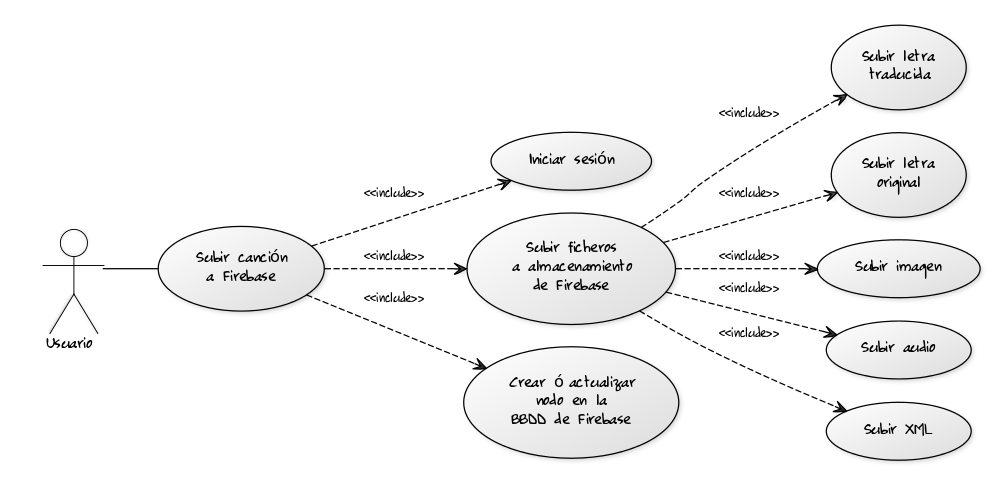 Subir letra
traducida
<<include>>
Iniciar sesión
Subir letra
original
<<include>>
<<include>>
Subir canción
a Firebase
<<include>>
Subir ficheros
a almacenamiento
de Firebase
<<include>>
Subir imagen
<<include>>
<<include>>
Usuario
<<include>>
Subir audio
Crear ó actualizar
nodo en la
BBDD de Firebase
Subir XML